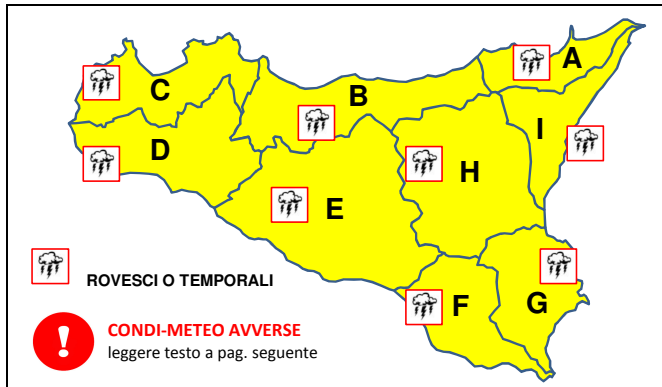 A
C
B
I
D
H
E
ROVESCI O TEMPORALI
F
G
CONDI-METEO AVVERSE
leggere testo a pag. seguente
!